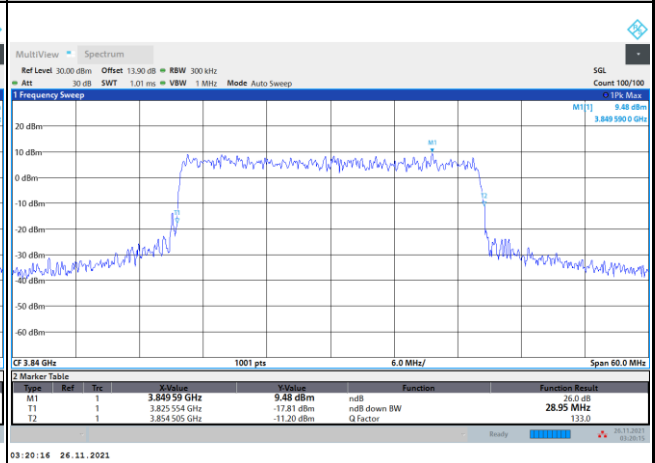 MultiView Spectrum
Ref Level 30.00 dBm Offset 13.90 dB RBW 300 kHz SGL
Att 30 dB SWT 1.01 ms VBW 1 MHz Mode Auto Sweep Count 100/100
1 Frequency Sweep 1Pk Max
M1[1] 9.48 dBm
3.849 590 0 GHz
20 dBm
M1
10 dBm
0 dBm
-10 dBm
T2
T1
-20 dBm
-30 dBm
-40 dBm
-50 dBm
-60 dBm
CF 3.84 GHz 1001 pts 6.0 MHz/ Span 60.0 MHz
2 Marker Table
Type Ref Trc X-Value Y-Value Function Function Result
M1 1 3.849 59 GHz 9.48 dBm ndB 26.0 dB
T1 1 3.825 554 GHz -17.81 dBm ndB down BW 28.95 MHz
T2 1 3.854 505 GHz -11.20 dBm Q Factor 133.0
Ready 26.11.2021
03:20:15
03:20:16 26.11.2021